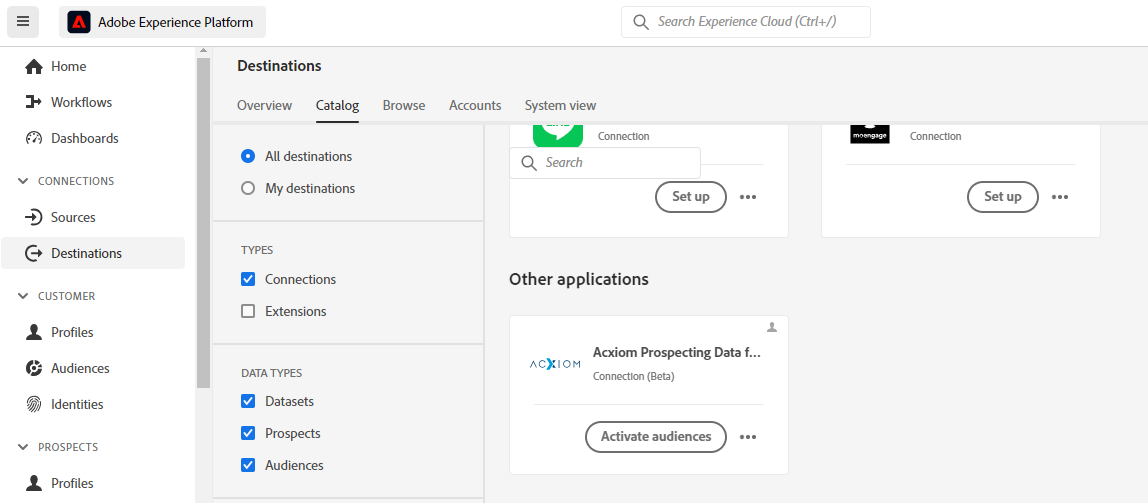 Adobe Experience Platform
Search Experience Cloud (Ctrl+/)
Home
Workflows
Dashboards
CONNECTIONS
Sources
Destinations
CUSTOMER
Profiles
Audiences
Identities
PROSPECTS
Profiles
Destinations
Overview
Catalog
Browse
Accounts
System view
All destinations
My destinations
TYPES
Connections
Extensions
DATA TYPES
Datasets
Prospects
Audiences
Connection
Search
Set up
moengage
Connection
Set up
Other applications
ACXIOM
Acxiom Prospecting Data f...
Connection (Beta)
Activate audiences